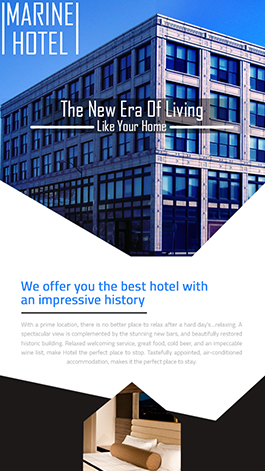 MARINE
HOTEL
The New Era Of Living
Like Your Home
We offer you the best hotel with
an impressive history
With a prime location, there is no better place to relax after a hard day's...relaxing. A
spectacular view is complemented by the stunning new bars, and beautifully restored
historic building. Relaxed welcoming service, great food, cold beer, and an impeccable
wine list, make Hotel the perfect place to stop. Tastefully appointed, air-conditioned
accommodation, makes it the perfect place to stay.